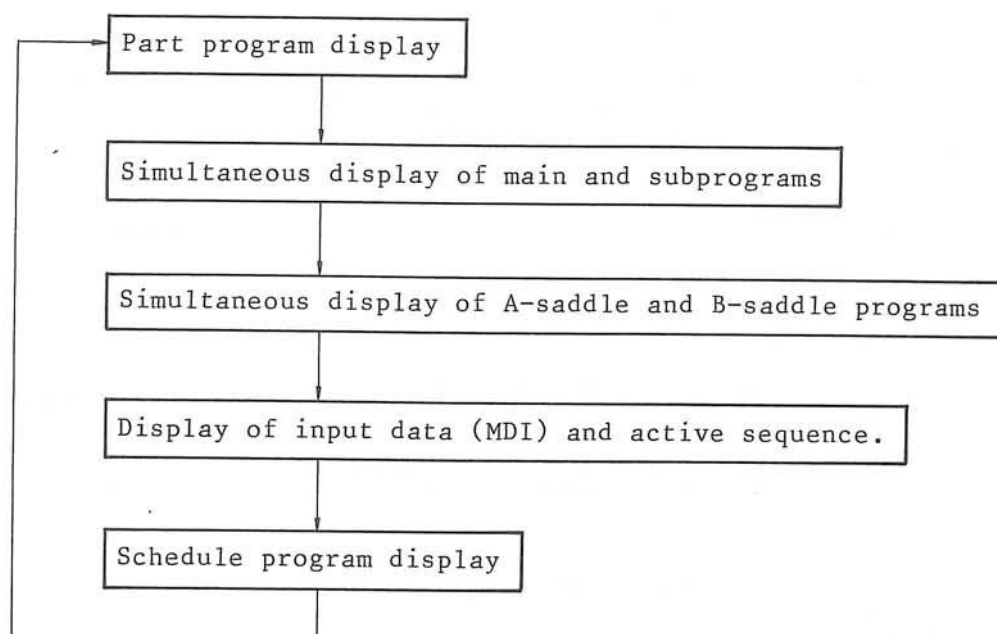 Part program display
Simultaneous display of main and subprograms
Simultaneous display of A-saddle and B-saddle programs
Display of input data (MDI) and active sequence.
Schedule program display